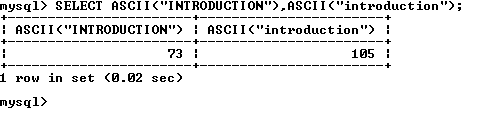 mysql> SELECT ASCII("INTRODUCTION"),ASCII("introduction");
+-----------------------+-----------------------+
| ASCII("INTRODUCTION") | ASCII("introduction") |
+-----------------------+-----------------------+
|                    73 |                   105 |
+-----------------------+-----------------------+
1 row in set (0.02 sec)
mysql>